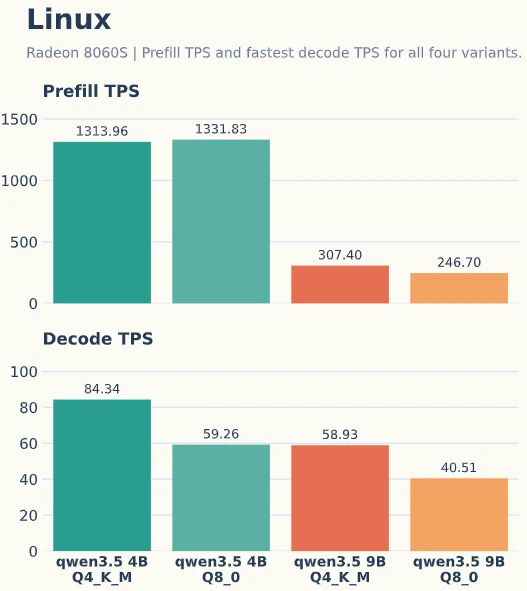 Linux
Radeon 8060S | Prefill TPS and fastest decode TPS for all four variants.
Prefill TPS
1500
1313.96
1331.83
1000
500
307.40
246.70
0
Decode TPS
100
84.34
80
59.26
58.93
60
40.51
40
20
0
qwen3.5 4B
Q4_K_M
qwen3.5 4B
Q8_0
qwen3.5 9B
Q4_K_M
qwen3.5 9B
Q8_0